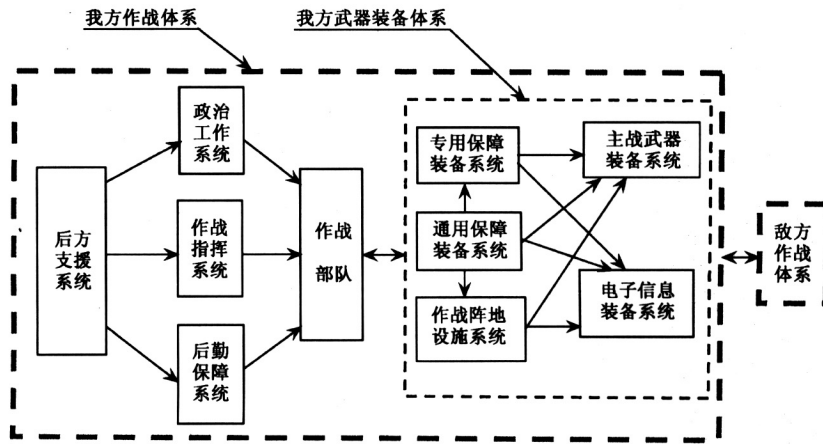 我方作战体系
我方武器装备体系
政治
工作
系统
后方
支援
系统
作战
指挥
系统
后勤
保障
系统
作战
部队
专用保障
装备系统
通用保障
装备系统
作战阵地
设施系统
主战武器
装备系统
电子信息
装备系统
敌方
作战
体系